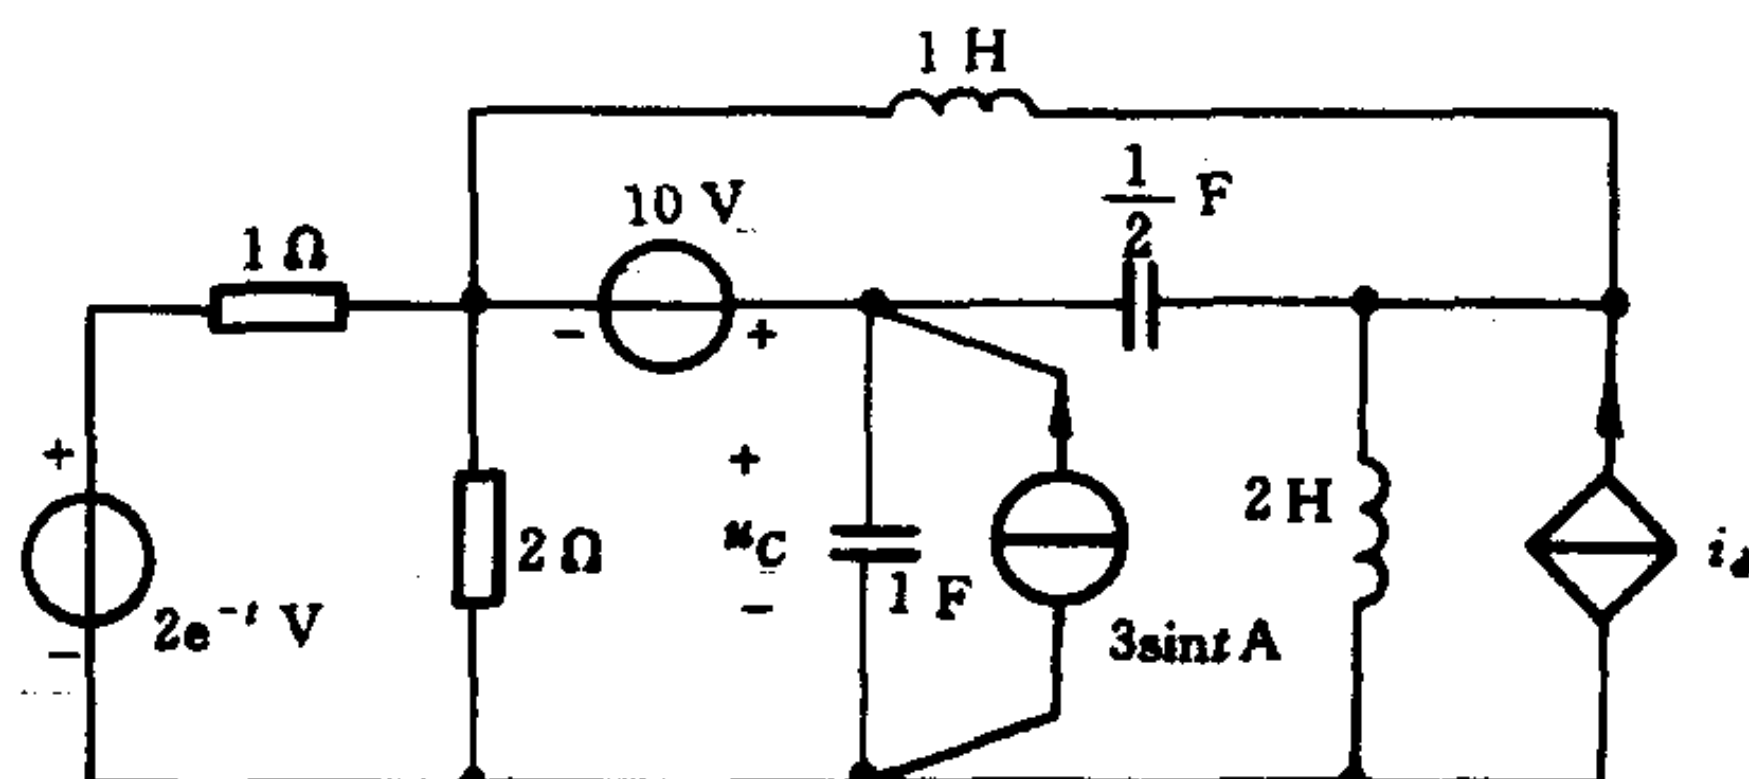 1 H
10 V
1/2 F
1 Ω
- +
+
+
2 Ω
u_C
2 H
1 F
-
2e^{-t} V
-
3sint A